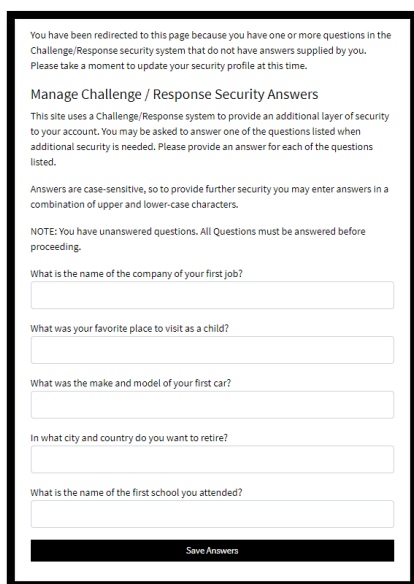 You have been redirected to this page because you have one or more questions in the
Challenge/Response security system that do not have answers supplied by you.
Please take a moment to update your security profile at this time.
Manage Challenge / Response Security Answers
This site uses a Challenge/Response system to provide an additional layer of security
to your account. You may be asked to answer one of the questions listed when
additional security is needed. Please provide an answer for each of the questions
listed.
Answers are case-sensitive, so to provide further security you may enter answers in a
combination of upper and lower-case characters.
NOTE: You have unanswered questions. All Questions must be answered before
proceeding.
What is the name of the company of your first job?
What was your favorite place to visit as a child?
What was the make and model of your first car?
In what city and country do you want to retire?
What is the name of the first school you attended?
Save Answers